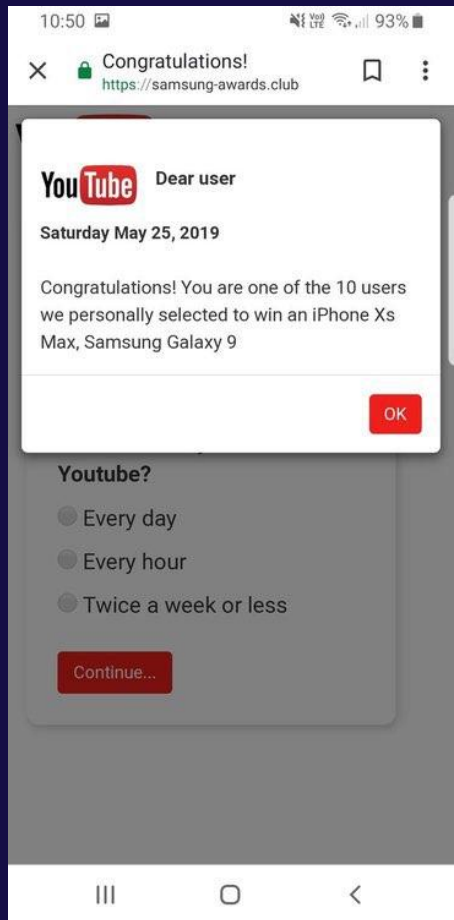 10:50 93%
Congratulations!
https://samsung-awards.club
YouTube Dear user
Saturday May 25, 2019
Congratulations! You are one of the 10 users
we personally selected to win an iPhone Xs
Max, Samsung Galaxy 9
OK
Youtube?
Every day
Every hour
Twice a week or less
Continue...